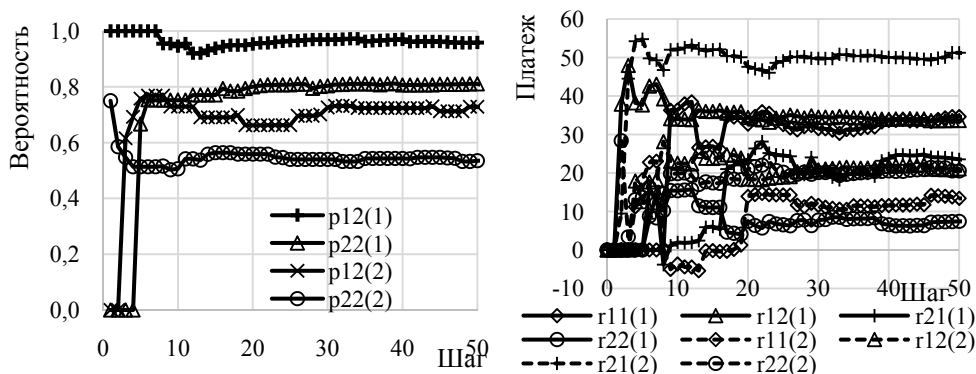 Вероятность
1,0
0,8
0,6
0,4
0,2
0,0
p12(1)
p22(1)
p12(2)
p22(2)
0 10 20 30 40 50
Шаг
Платеж
60
50
40
30
20
10
0
-10
0 10 20 30 40 50
Шаг
r11(1) r12(1) r21(1)
r22(1) r11(2) r12(2)
r21(2) r22(2)